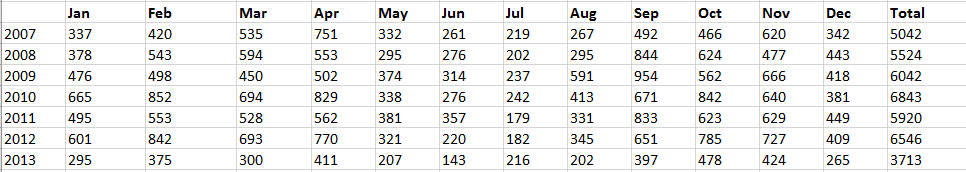 Jan Feb Mar Apr May Jun Jul Aug Sep Oct Nov Dec Total
2007 337 420 535 751 332 261 219 267 492 466 620 342 5042
2008 378 543 594 553 295 276 202 295 844 624 477 443 5524
2009 476 498 450 502 374 314 237 591 954 562 666 418 6042
2010 665 852 694 829 338 276 242 413 671 842 640 381 6843
2011 495 553 528 562 381 357 179 331 833 623 629 449 5920
2012 601 842 693 770 321 220 182 345 651 785 727 409 6546
2013 295 375 300 411 207 143 216 202 397 478 424 265 3713